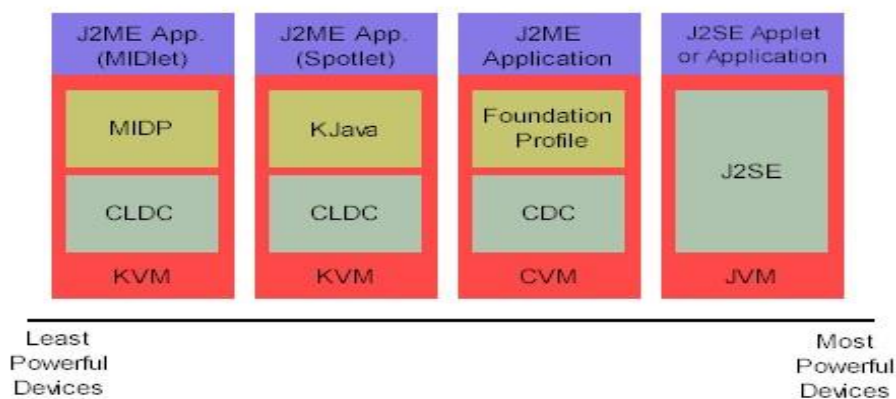 J2ME App.
(MIDlet)
MIDP
CLDC
KVM
J2ME App.
(Spotlet)
KJava
CLDC
KVM
J2ME
Application
Foundation
Profile
CDC
CVM
J2SE Applet
or Application
J2SE
JVM
Least
Powerful
Devices
Most
Powerful
Devices